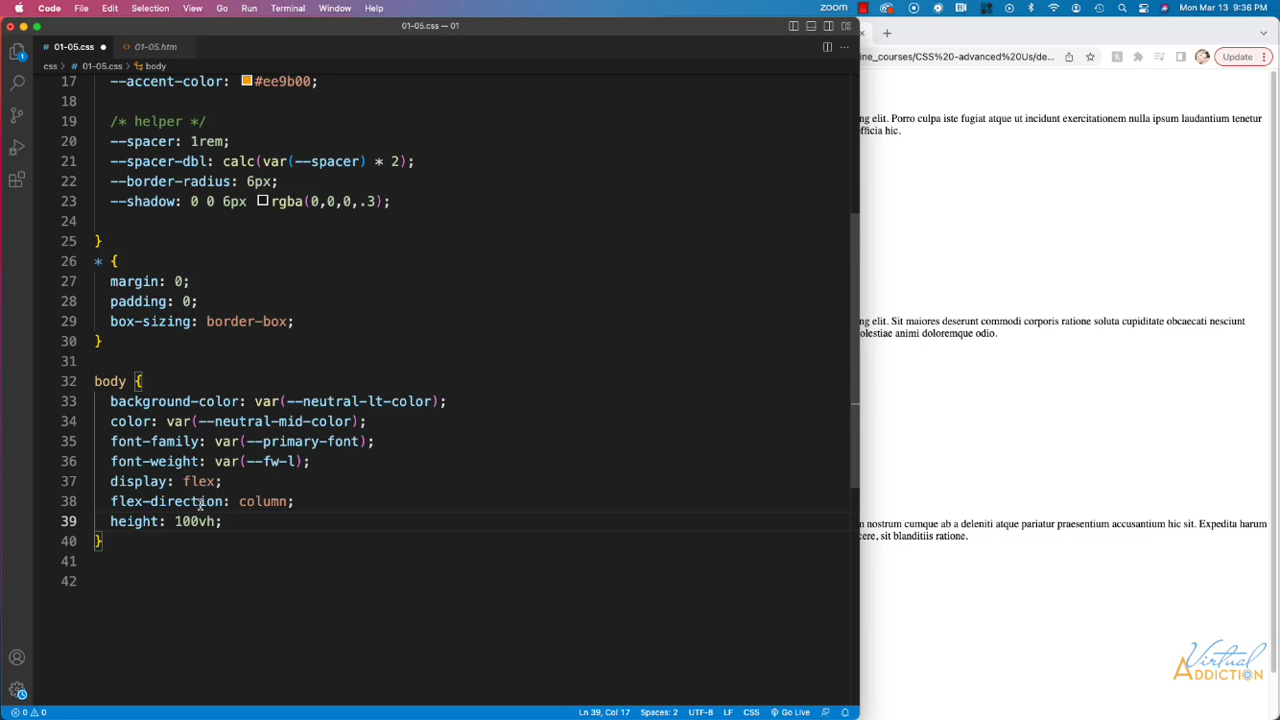 Code File Edit Selection View Go Run Terminal Window Help
ZOOM Mon Mar 13 9:36 PM
01-05.css — 01
01-05.css 01-05.htm
css > 01-05.css > body
ine_courses/CSS%20-advanced%20Us/de... Update
17 --accent-color: #ee9b00;
18
19 /* helper */
20 --spacer: 1rem;
21 --spacer-dbl: calc(var(--spacer) * 2);
22 --border-radius: 6px;
23 --shadow: 0 0 6px rgba(0,0,0,.3);
24
25 }
26 * {
27 margin: 0;
28 padding: 0;
29 box-sizing: border-box;
30 }
31
32 body {
33 background-color: var(--neutral-lt-color);
34 color: var(--neutral-mid-color);
35 font-family: var(--primary-font);
36 font-weight: var(--fw-l);
37 display: flex;
38 flex-direction: column;
39 height: 100vh;
40 }
41
42
ng elit. Porro culpa iste fugiat atque ut incidunt exercitationem nulla ipsum laudantium tenetur
fficia hic.
ng elit. Sit maiores deserunt commodi corporis ratione soluta cupiditate obcaecati nesciunt
olestiae animi doloremque odio.
n nostrum cumque ab a deleniti atque pariatur praesentium accusantium hic sit. Expedita harum
cere, sit blanditiis ratione.
Virtual
ADDICTION
0 0 Ln 39, Col 17 Spaces: 2 UTF-8 LF CSS Go Live